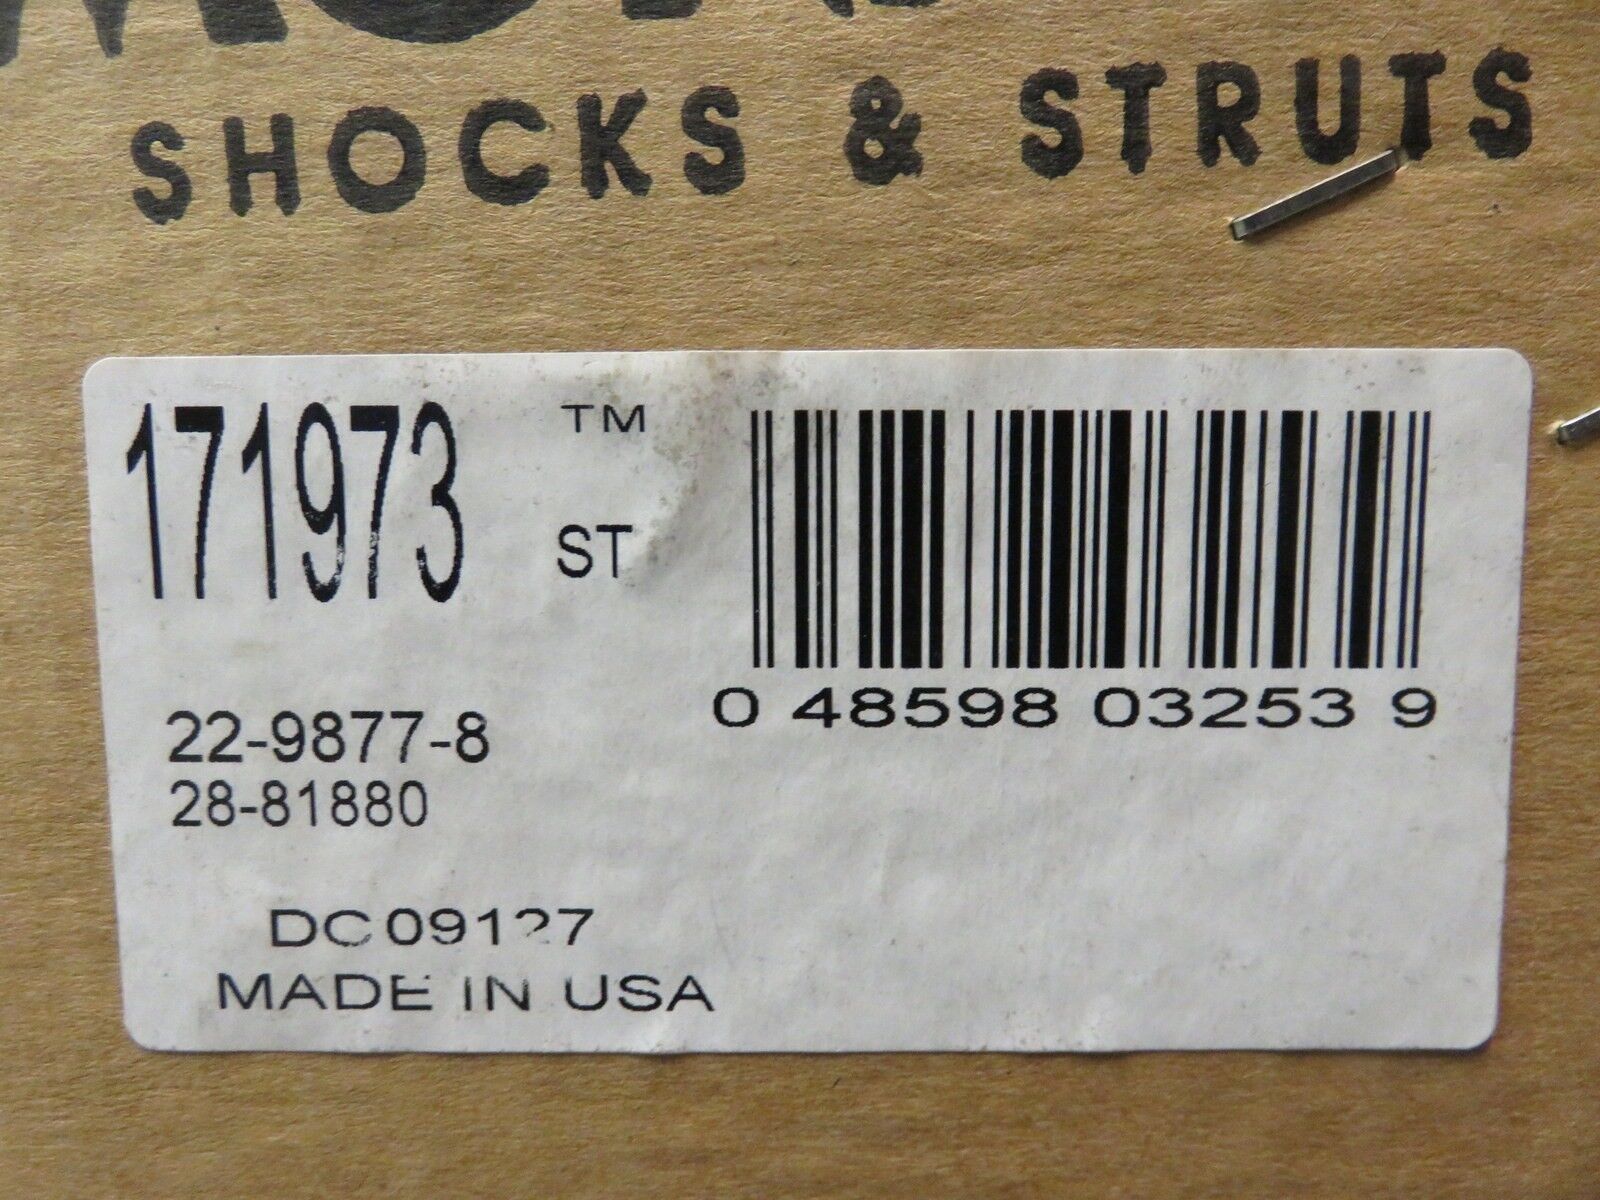 SHOCKS & STRUTS
171973 TM
ST
0 48598 03253 9
22-9877-8
28-81880
DC09127
MADE IN USA